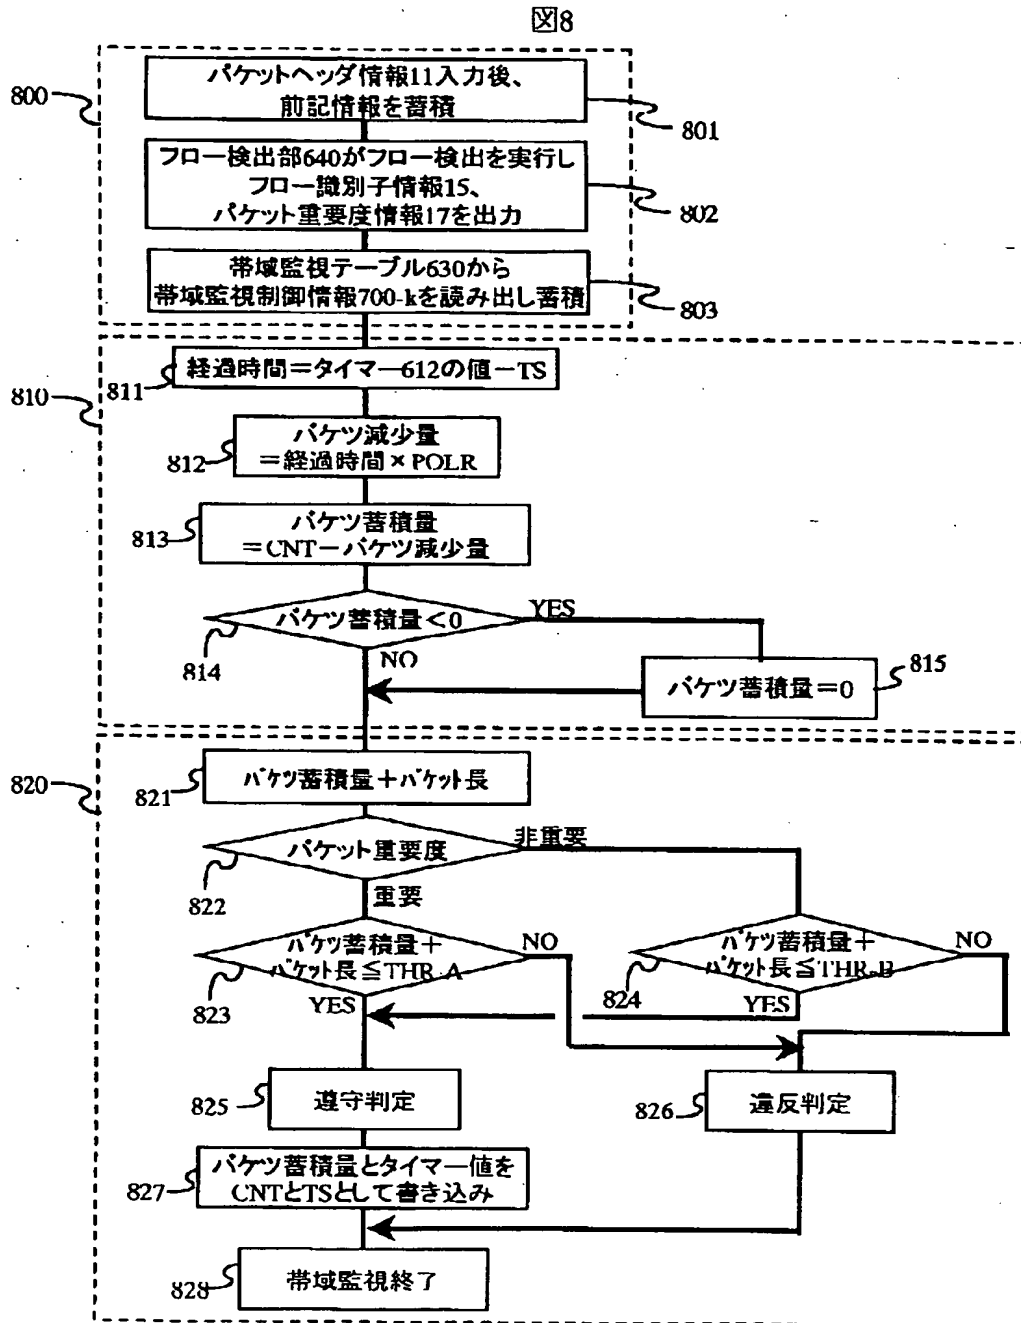 図8
800
パケットヘッダ情報11入力後、
前記情報を蓄積
801
フロー検出部640がフロー検出を実行し
フロー識別子情報15、
パケット重要度情報17を出力
802
帯域監視テーブル630から
帯域監視制御情報700-kを読み出し蓄積
803
810
811
経過時間=タイマー612の値-TS
812
バケツ減少量
=経過時間×POLR
813
バケツ蓄積量
=CNT-バケツ減少量
バケツ蓄積量<0
YES
814
NO
バケツ蓄積量=0
815
820
821
バケツ蓄積量+パケット長
822
パケット重要度
非重要
重要
バケツ蓄積量+
パケット長≦THR-A
NO
823
YES
バケツ蓄積量+
パケット長≦THR-B
NO
824
YES
825
遵守判定
826
違反判定
827
バケツ蓄積量とタイマー値を
CNTとTSとして書き込み
828
帯域監視終了